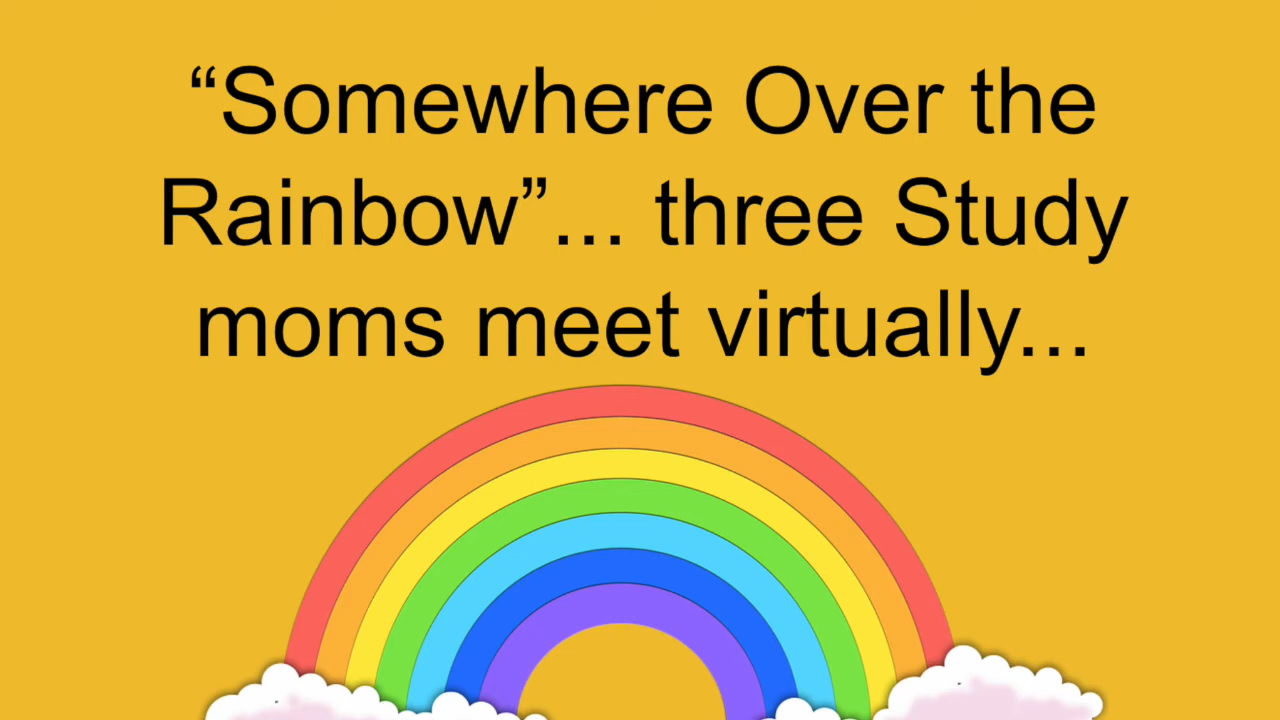 “Somewhere Over the
Rainbow”... three Study
moms meet virtually...